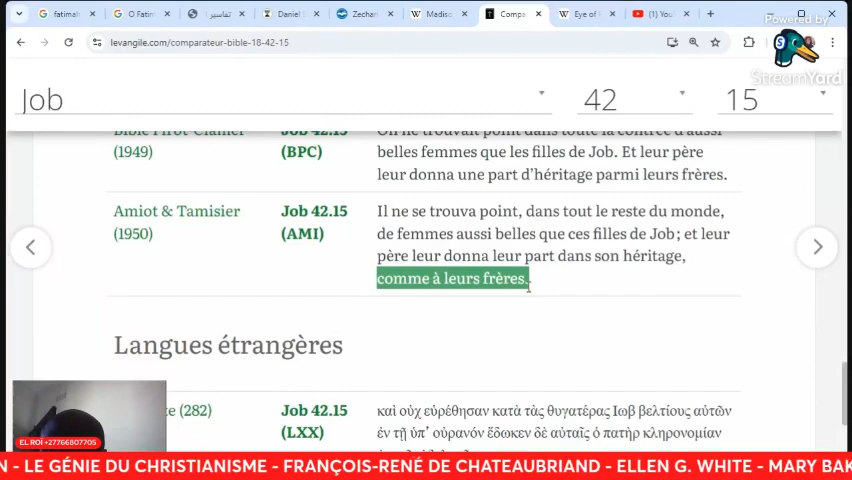 fatimah
O Fatim
تفاسير
Daniel
Zechar
Madiso
Compa
Eye of
(1) You
Powered by
levangile.com/comparateur-bible-18-42-15
StreamYard
Job 42 15
Bible Pirot-Clamer Job 42.15 On ne trouvait point dans toute la contrée d'aussi
(1949) (BPC) belles femmes que les filles de Job. Et leur père
leur donna une part d'héritage parmi leurs frères.
Amiot & Tamisier Job 42.15 Il ne se trouva point, dans tout le reste du monde,
(1950) (AMI) de femmes aussi belles que ces filles de Job ; et leur
père leur donna leur part dans son héritage,
comme à leurs frères.
Langues étrangères
te (282) Job 42.15 καὶ οὐχ εὑρέθησαν κατὰ τὰς θυγατέρας Ιωβ βελτίους αὐτῶν
(LXX) ἐν τῇ ὑπ' οὐρανόν ἔδωκεν δὲ αὐταῖς ὁ πατὴρ κληρονομίαν
EL ROI +27766807705
N - LE GÉNIE DU CHRISTIANISME - FRANÇOIS-RENÉ DE CHATEAUBRIAND - ELLEN G. WHITE - MARY BAK